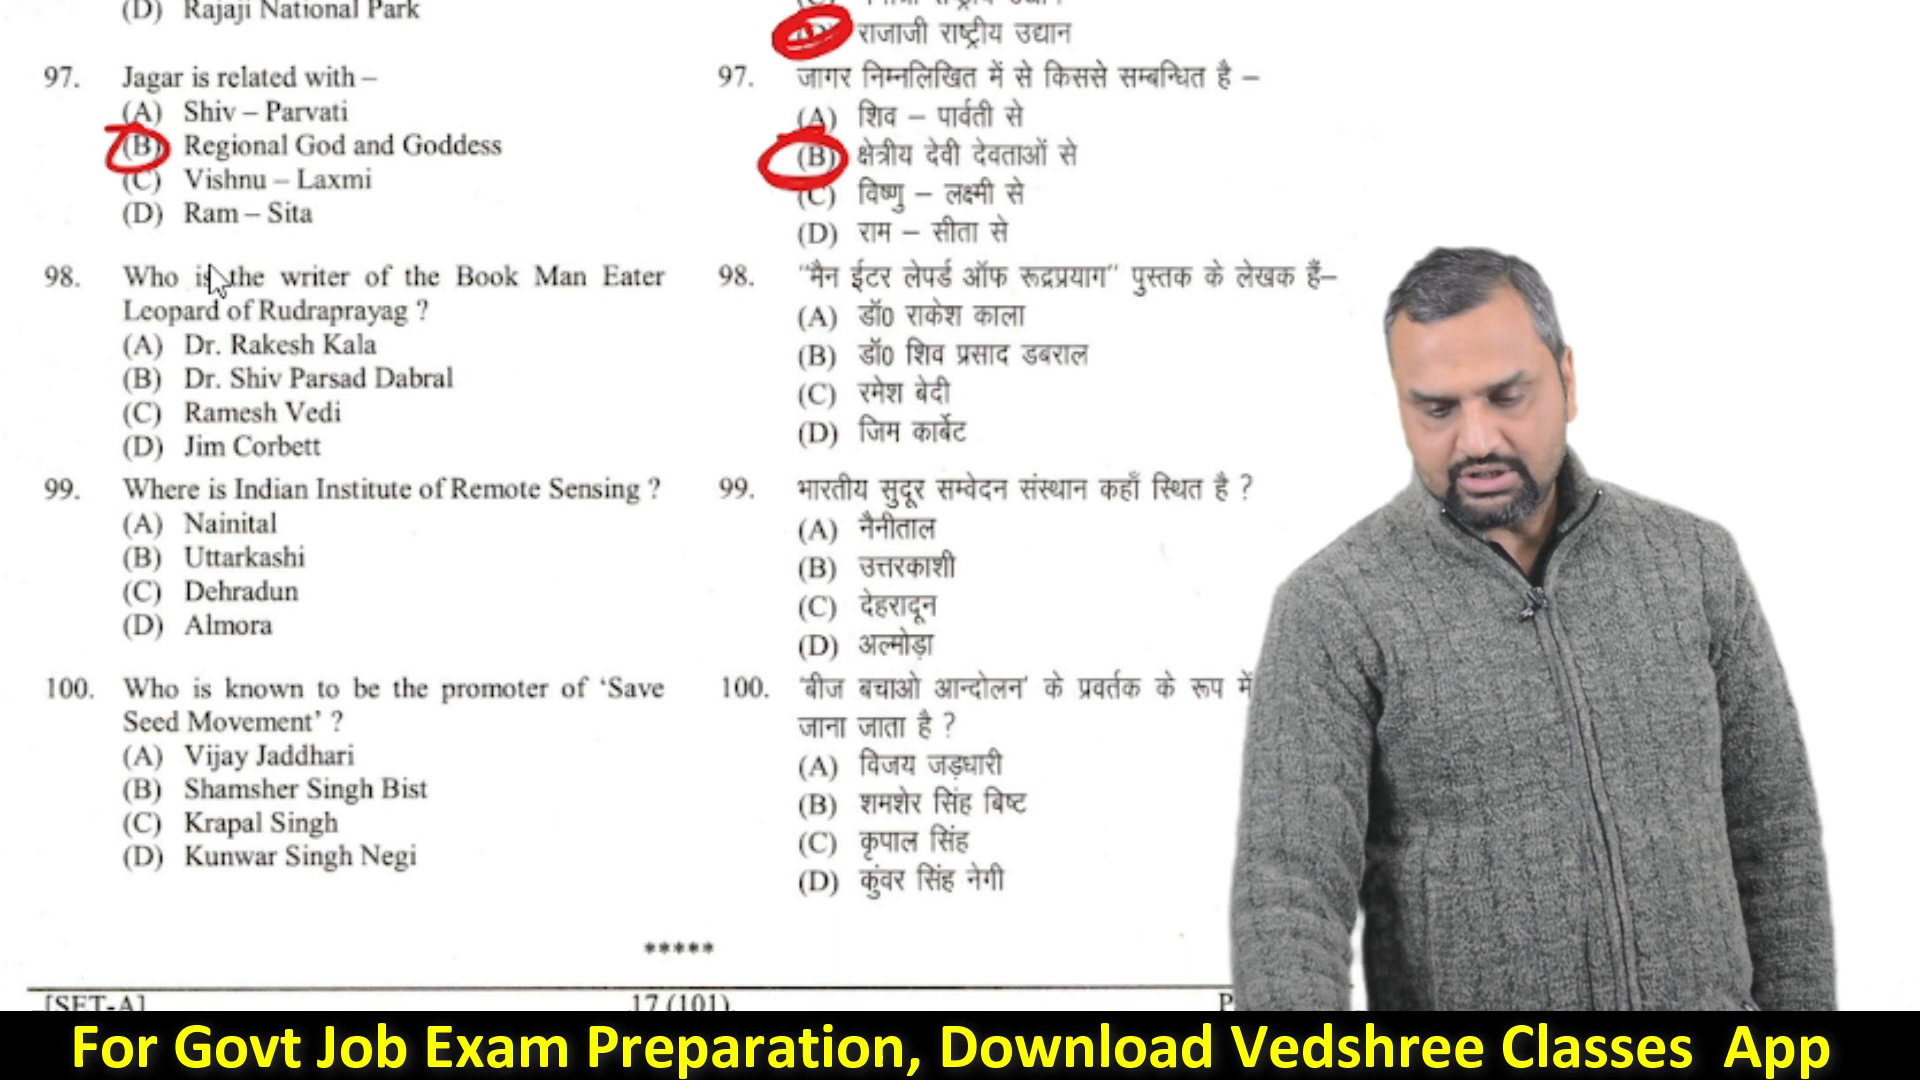 (D) Rajaji National Park
97. Jagar is related with –
(A) Shiv – Parvati
(B) Regional God and Goddess
(C) Vishnu – Laxmi
(D) Ram – Sita
98. Who is the writer of the Book Man Eater
Leopard of Rudraprayag ?
(A) Dr. Rakesh Kala
(B) Dr. Shiv Parsad Dabral
(C) Ramesh Vedi
(D) Jim Corbett
99. Where is Indian Institute of Remote Sensing ?
(A) Nainital
(B) Uttarkashi
(C) Dehradun
(D) Almora
100. Who is known to be the promoter of ‘Save
Seed Movement’ ?
(A) Vijay Jaddhari
(B) Shamsher Singh Bist
(C) Krapal Singh
(D) Kunwar Singh Negi
राजाजी राष्ट्रीय उद्यान
97. जागर निम्नलिखित में से किससे सम्बन्धित है –
(A) शिव – पार्वती से
(B) क्षेत्रीय देवी देवताओं से
(C) विष्णु – लक्ष्मी से
(D) राम – सीता से
98. “मैन ईटर लेपर्ड ऑफ रूद्रप्रयाग” पुस्तक के लेखक हैं–
(A) डॉ0 राकेश काला
(B) डॉ0 शिव प्रसाद डबराल
(C) रमेश बेदी
(D) जिम कार्बेट
99. भारतीय सुदूर सम्वेदन संस्थान कहाँ स्थित है ?
(A) नैनीताल
(B) उत्तरकाशी
(C) देहरादून
(D) अल्मोड़ा
100. ‘बीज बचाओ आन्दोलन’ के प्रवर्तक के रूप में
जाना जाता है ?
(A) विजय जड़धारी
(B) शमशेर सिंह बिष्ट
(C) कृपाल सिंह
(D) कुंवर सिंह नेगी
*****
[SET-A] 17 (101) P
For Govt Job Exam Preparation, Download Vedshree Classes App